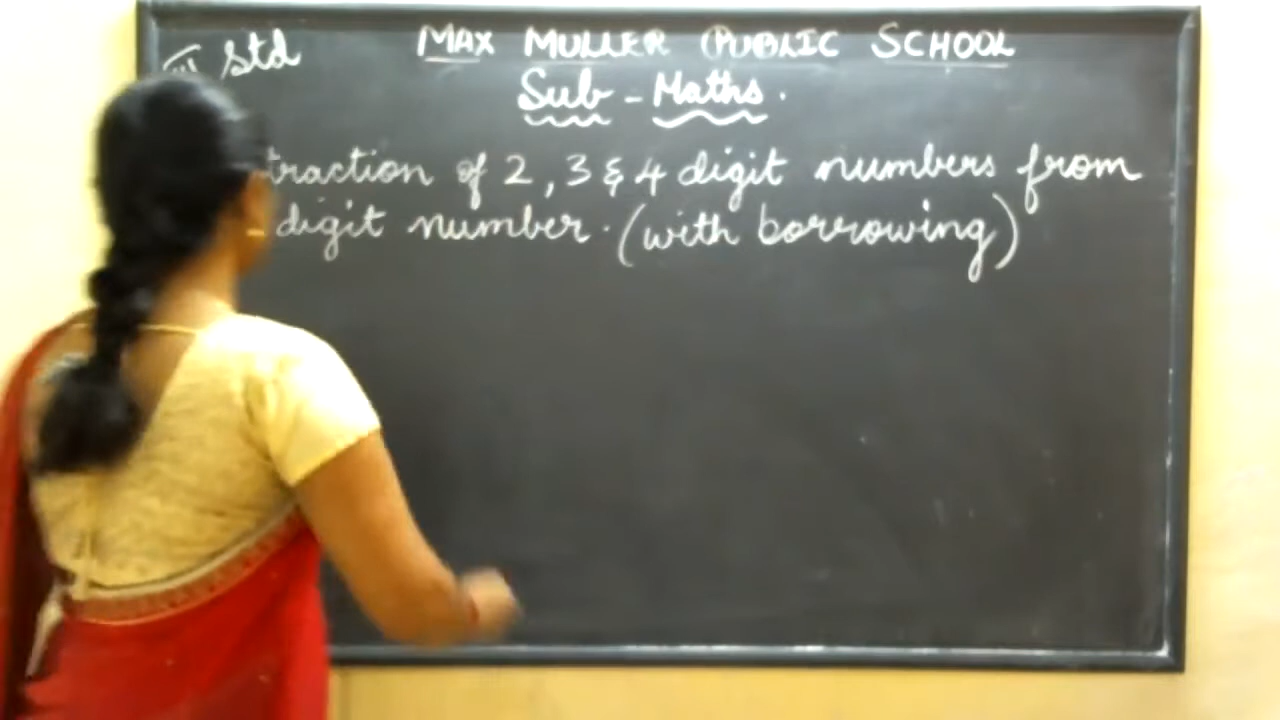 III Std
MAX MULLER PUBLIC SCHOOL
Sub - Maths.
traction of 2, 3 & 4 digit numbers from
digit number. (with borrowing)